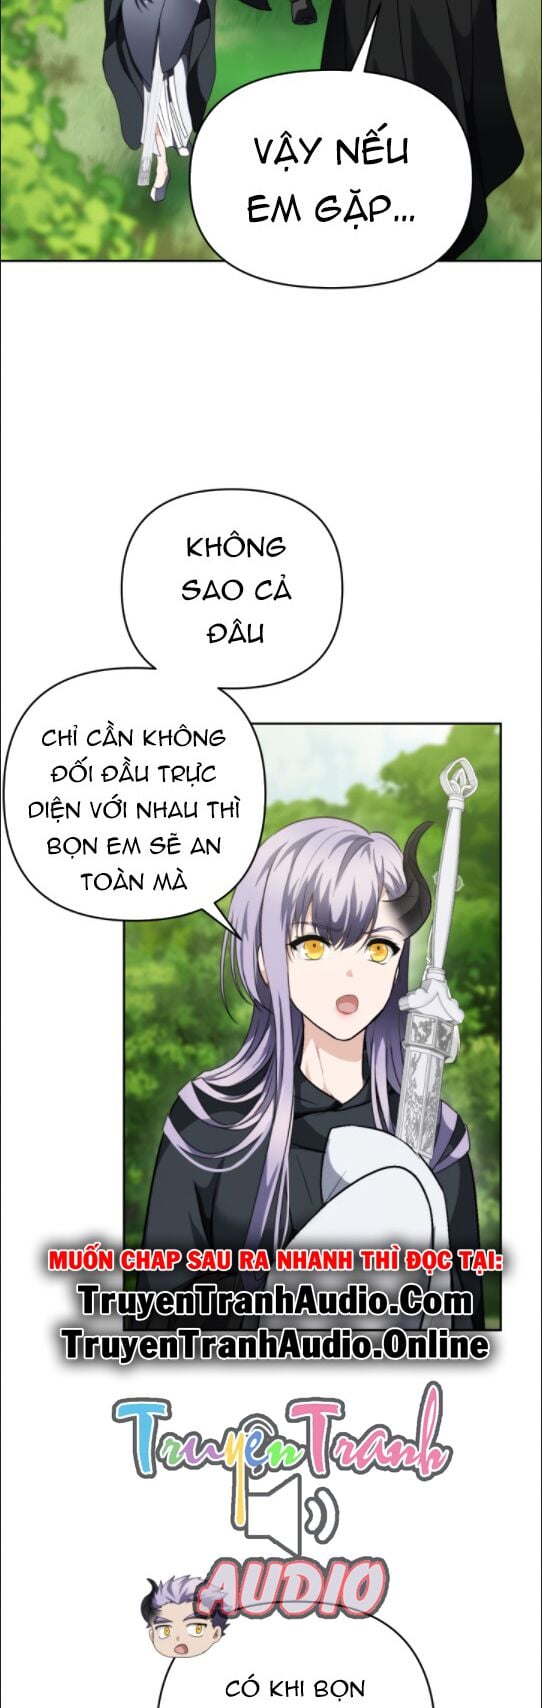 VẬY NẾU
EM GẶP...
KHÔNG
SAO CẢ
ĐÂU
CHỈ CẦN KHÔNG
ĐỐI ĐẦU TRỰC
DIỆN VỚI NHAU THÌ
BỌN EM SẼ AN
TOÀN MÀ
MUỐN CHAP SAU RA NHANH THÌ ĐỌC TẠI:
TruyenTranhAudio.Com
TruyenTranhAudio.Online
TruyệnTranh
AUDIO
CÓ KHI BỌN